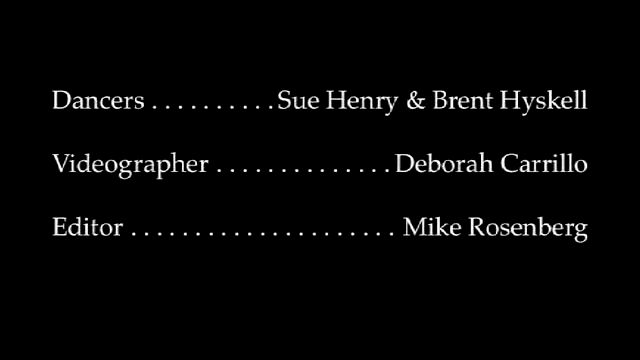 Dancers . . . . . . . . . . Sue Henry & Brent Hyskell
Videographer . . . . . . . . . . . . . . Deborah Carrillo
Editor . . . . . . . . . . . . . . . . . . . . . Mike Rosenberg